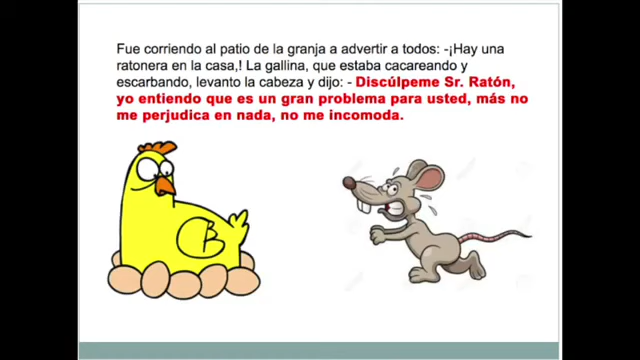 Fue corriendo al patio de la granja a advertir a todos: -¡Hay una
ratonera en la casa,! La gallina, que estaba cacareando y
escarbando, levanto la cabeza y dijo: - Discúlpeme Sr. Ratón,
yo entiendo que es un gran problema para usted, más no
me perjudica en nada, no me incomoda.